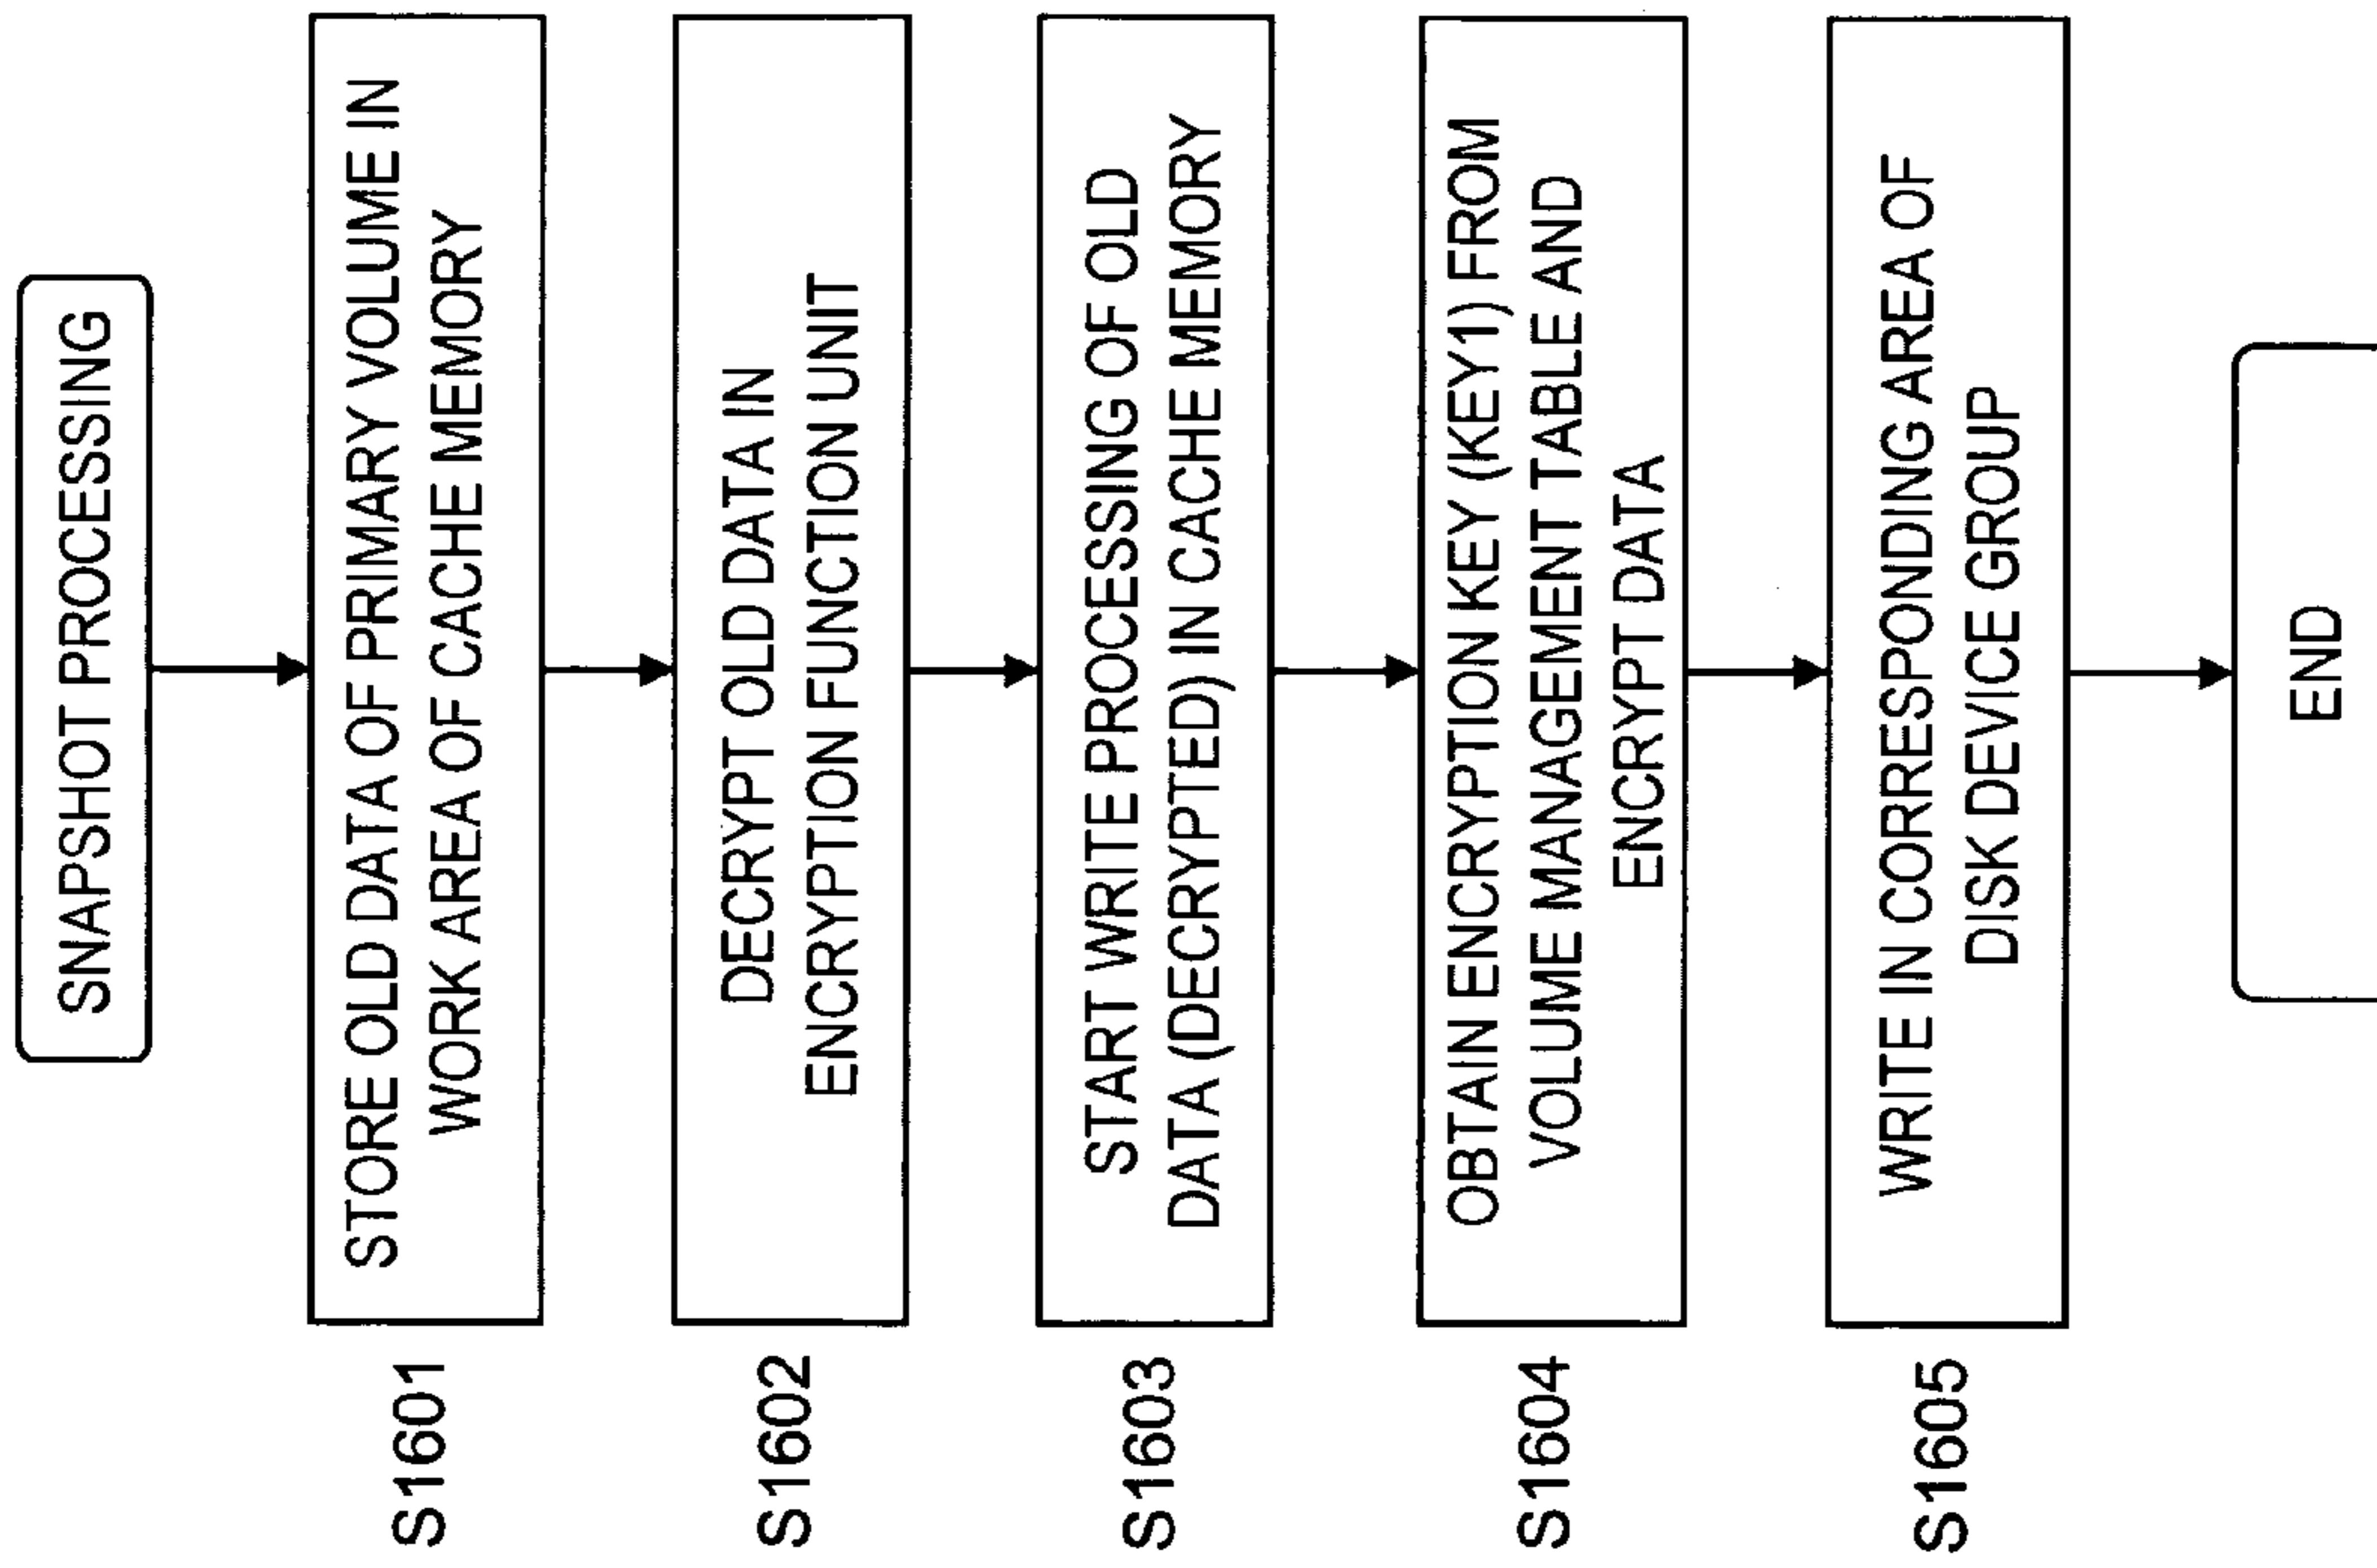 SNAPSHOT PROCESSING
S1601
STORE OLD DATA OF PRIMARY VOLUME IN
WORK AREA OF CACHE MEMORY
S1602
DECRYPT OLD DATA IN
ENCRYPTION FUNCTION UNIT
S1603
START WRITE PROCESSING OF OLD
DATA (DECRYPTED) IN CACHE MEMORY
S1604
OBTAIN ENCRYPTION KEY (KEY1) FROM
VOLUME MANAGEMENT TABLE AND
ENCRYPT DATA
S1605
WRITE IN CORRESPONDING AREA OF
DISK DEVICE GROUP
END